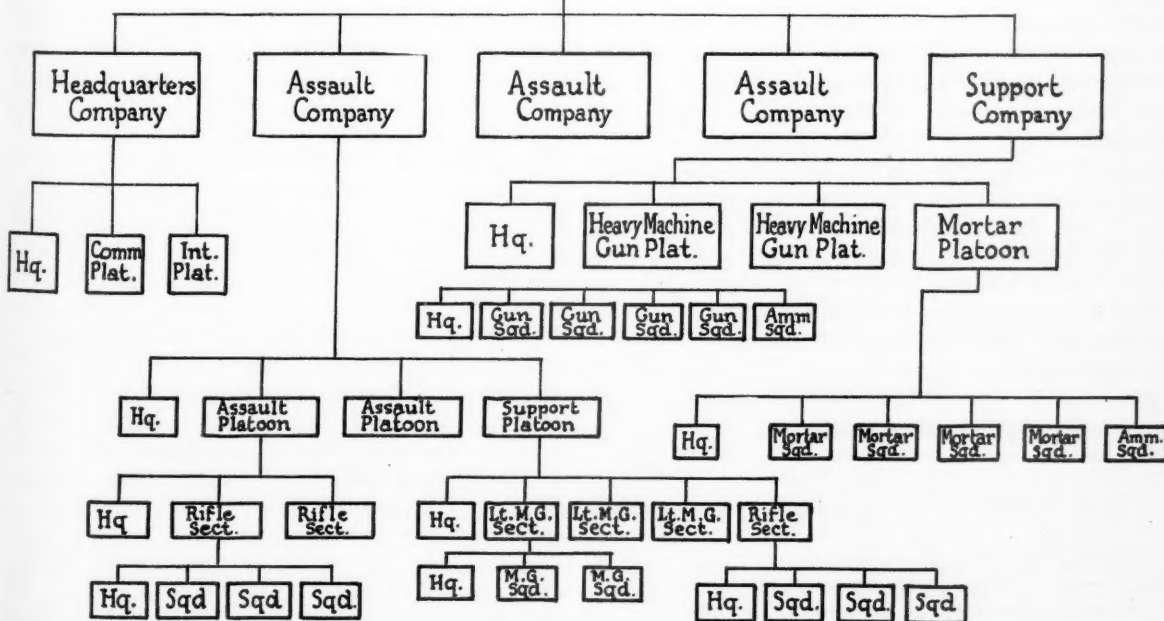 Headquarters
Company
Assault
Company
Assault
Company
Assault
Company
Support
Company
Hq.
Comm
Plat.
Int.
Plat.
Hq.
Heavy Machine
Gun Plat.
Heavy Machine
Gun Plat.
Mortar
Platoon
Hq.
Gun
Sqd.
Gun
Sqd.
Gun
Sqd.
Gun
Sqd.
Amm
sqd.
Hq.
Assault
Platoon
Assault
Platoon
Support
Platoon
Hq.
Mortar
Sqd.
Mortar
Sqd.
Mortar
Sqd.
Mortar
Sqd.
Amm.
Sqd.
Hq
Rifle
Sect.
Rifle
Sect.
Hq.
Lt. M.G.
Sect.
Lt. M.G.
Sect.
Lt. M.G.
Sect.
Rifle
Sect.
Hq.
Sqd
Sqd
Sqd.
Hq.
M.G.
Sqd.
M.G.
Sqd.
Hq.
Sqd.
Sqd.
Sqd